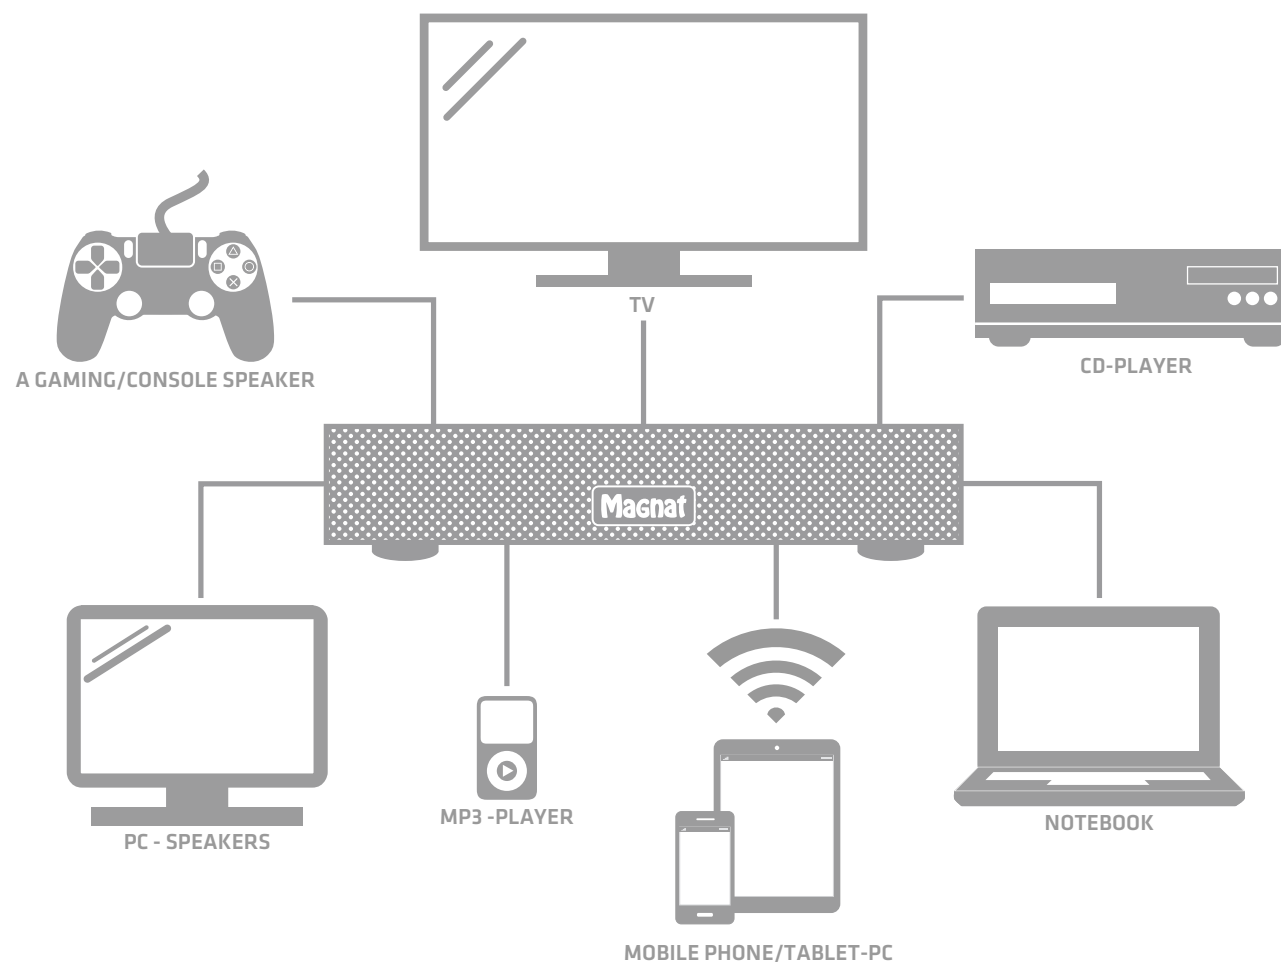 TV
A GAMING/CONSOLE SPEAKER
CD-PLAYER
Magnat
PC - SPEAKERS
MP3 -PLAYER
NOTEBOOK
MOBILE PHONE/TABLET-PC